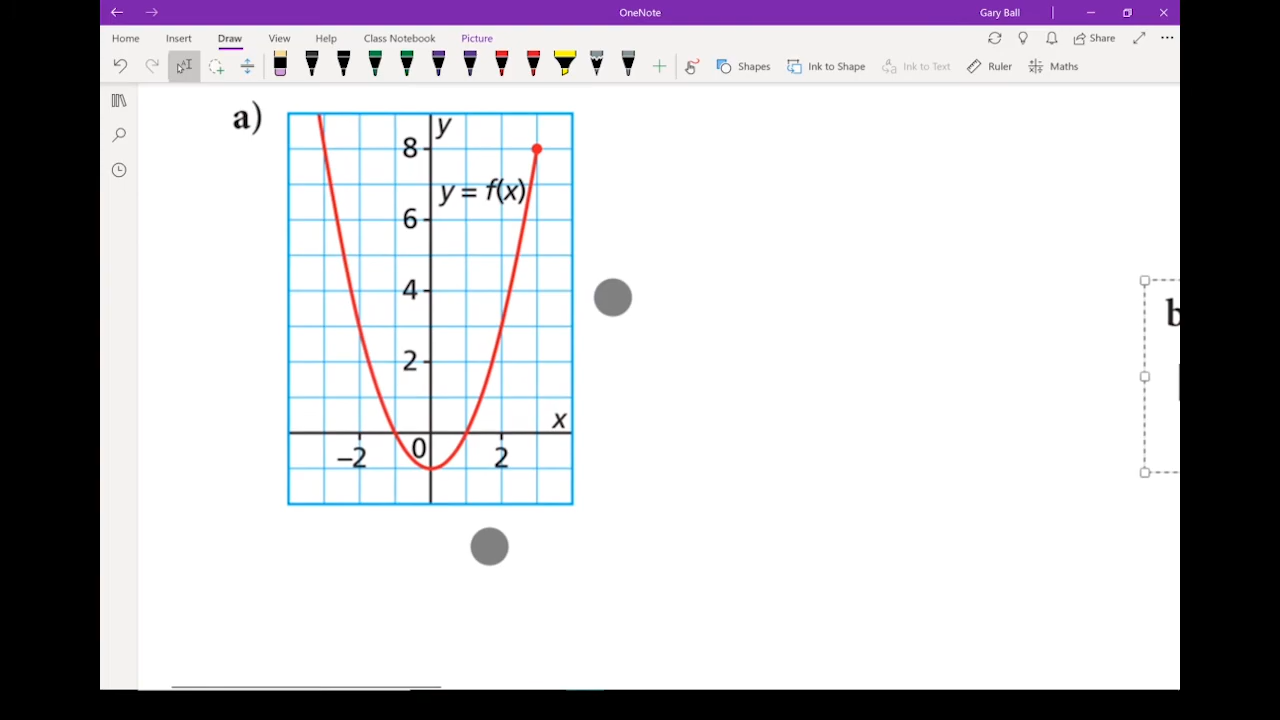 OneNote
Gary Ball
Home Insert Draw View Help Class Notebook Picture
Share
Shapes Ink to Shape Ink to Text Ruler Maths
a)
y
8
y = f(x)
6
4
b
2
x
0
–2 2